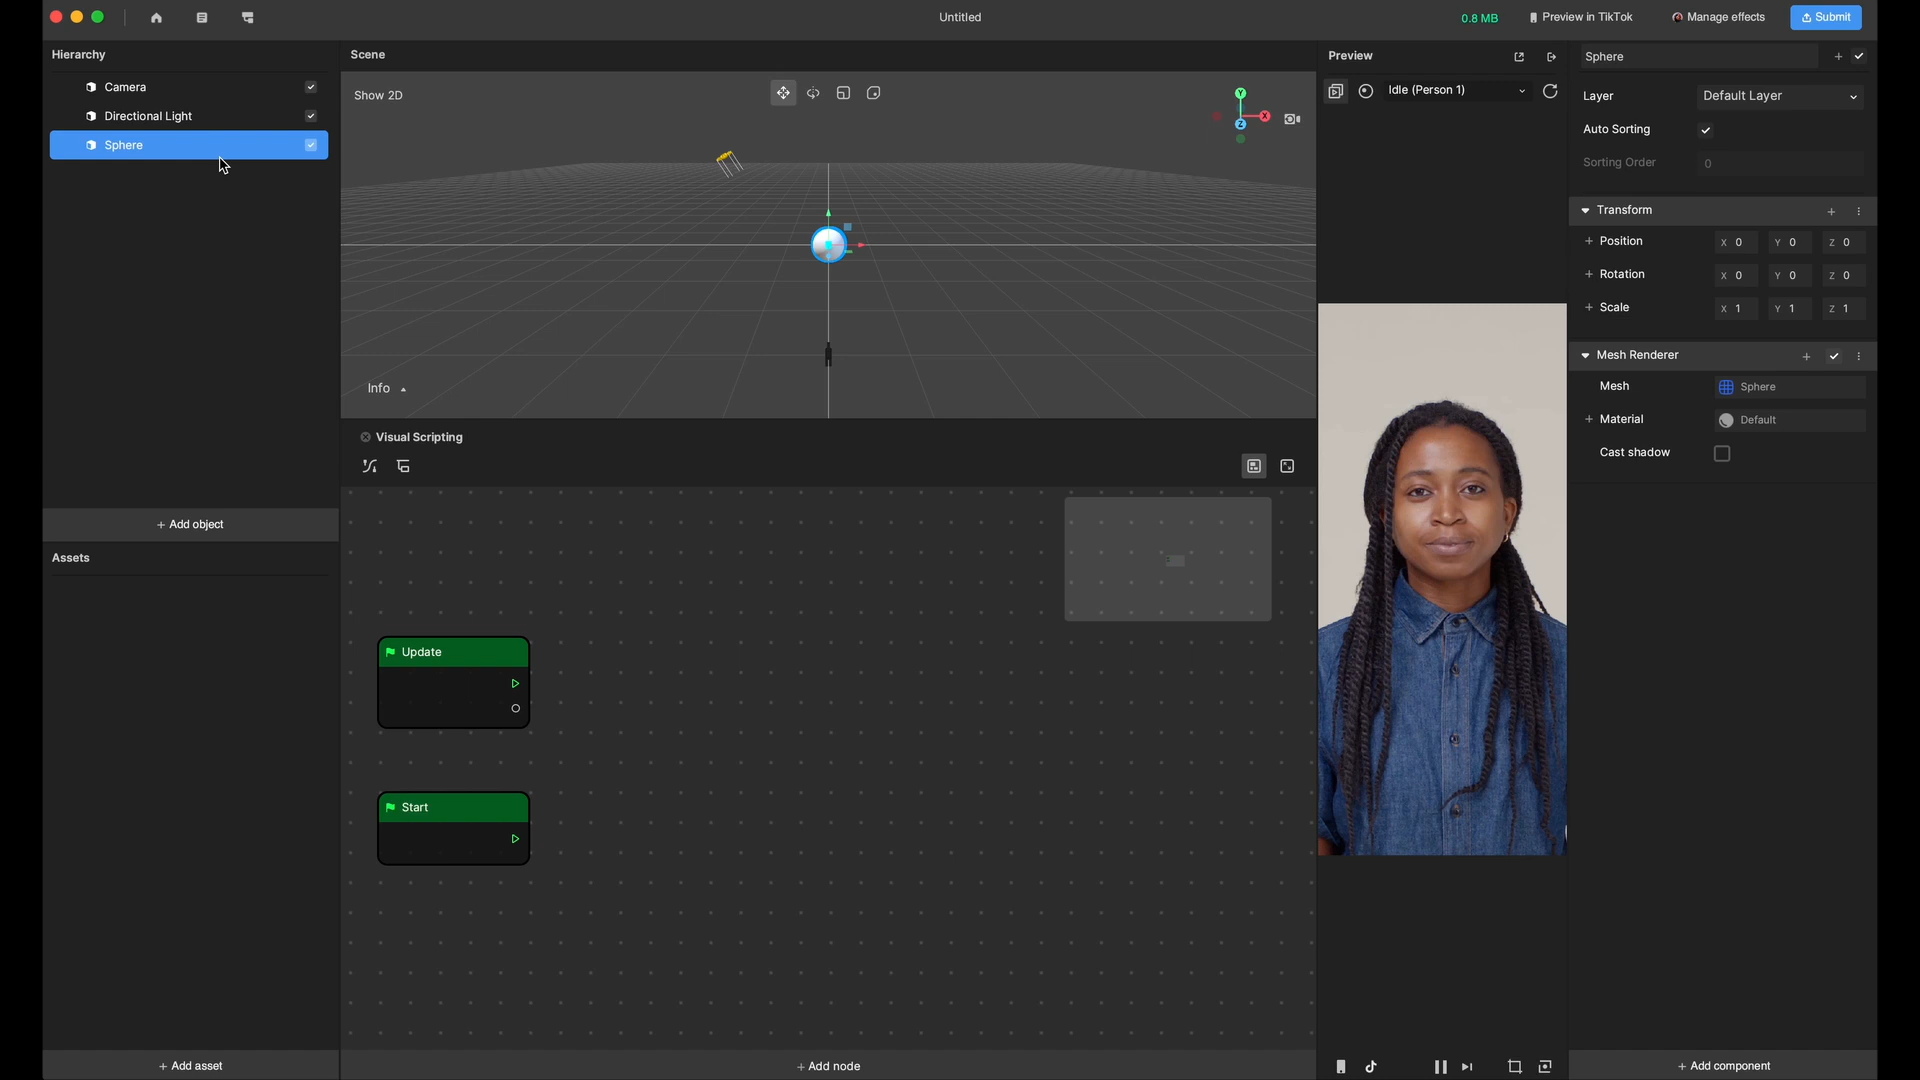 Untitled
0.8 MB
Preview in TikTok
Manage effects
Submit
Hierarchy
Camera
Directional Light
Sphere
+ Add object
Assets
+ Add asset
Scene
Show 2D
Y
X
Z
Info
Visual Scripting
Update
Start
+ Add node
Preview
Idle (Person 1)
Sphere
Layer Default Layer
Auto Sorting
Sorting Order 0
Transform
Position X 0 Y 0 Z 0
Rotation X 0 Y 0 Z 0
Scale X 1 Y 1 Z 1
Mesh Renderer
Mesh Sphere
Material Default
Cast shadow
+ Add component